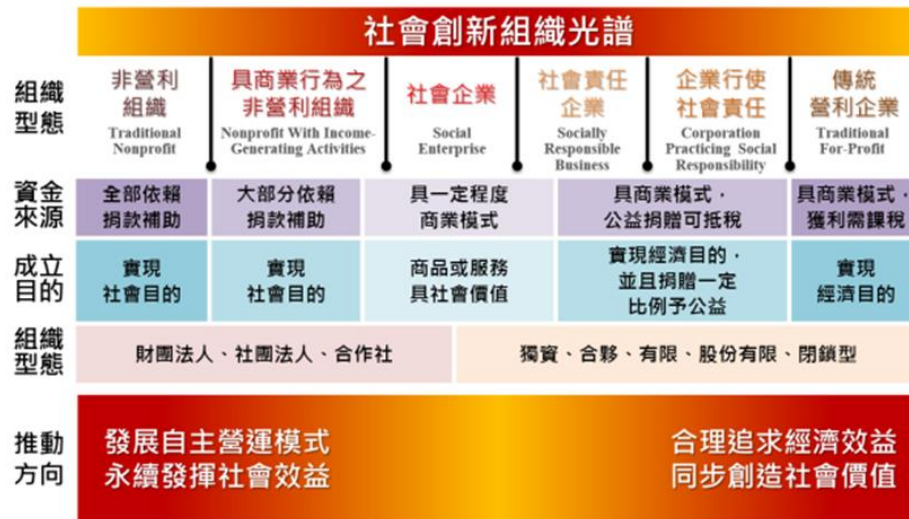 社會創新組織光譜
組織
型態
非營利
組織
Traditional
Nonprofit
具商業行為之
非營利組織
Nonprofit With Income-
Generating Activities
社會企業
Social
Enterprise
社會責任
企業
Socially
Responsible
Business
企業行使
社會責任
Corporation
Practicing Social
Responsibility
傳統
營利企業
Traditional
For-Profit
資金
來源
全部依賴
捐款補助
大部分依賴
捐款補助
具一定程度
商業模式
具商業模式，
公益捐贈可抵稅
具商業模式，
獲利需課稅
成立
目的
實現
社會目的
實現
社會目的
商品或服務
具社會價值
實現經濟目的，
並且捐贈一定
比例予公益
實現
經濟目的
組織
型態
財團法人、社團法人、合作社
獨資、合夥、有限、股份有限、閉鎖型
推動
方向
發展自主營運模式
永續發揮社會效益
合理追求經濟效益
同步創造社會價值